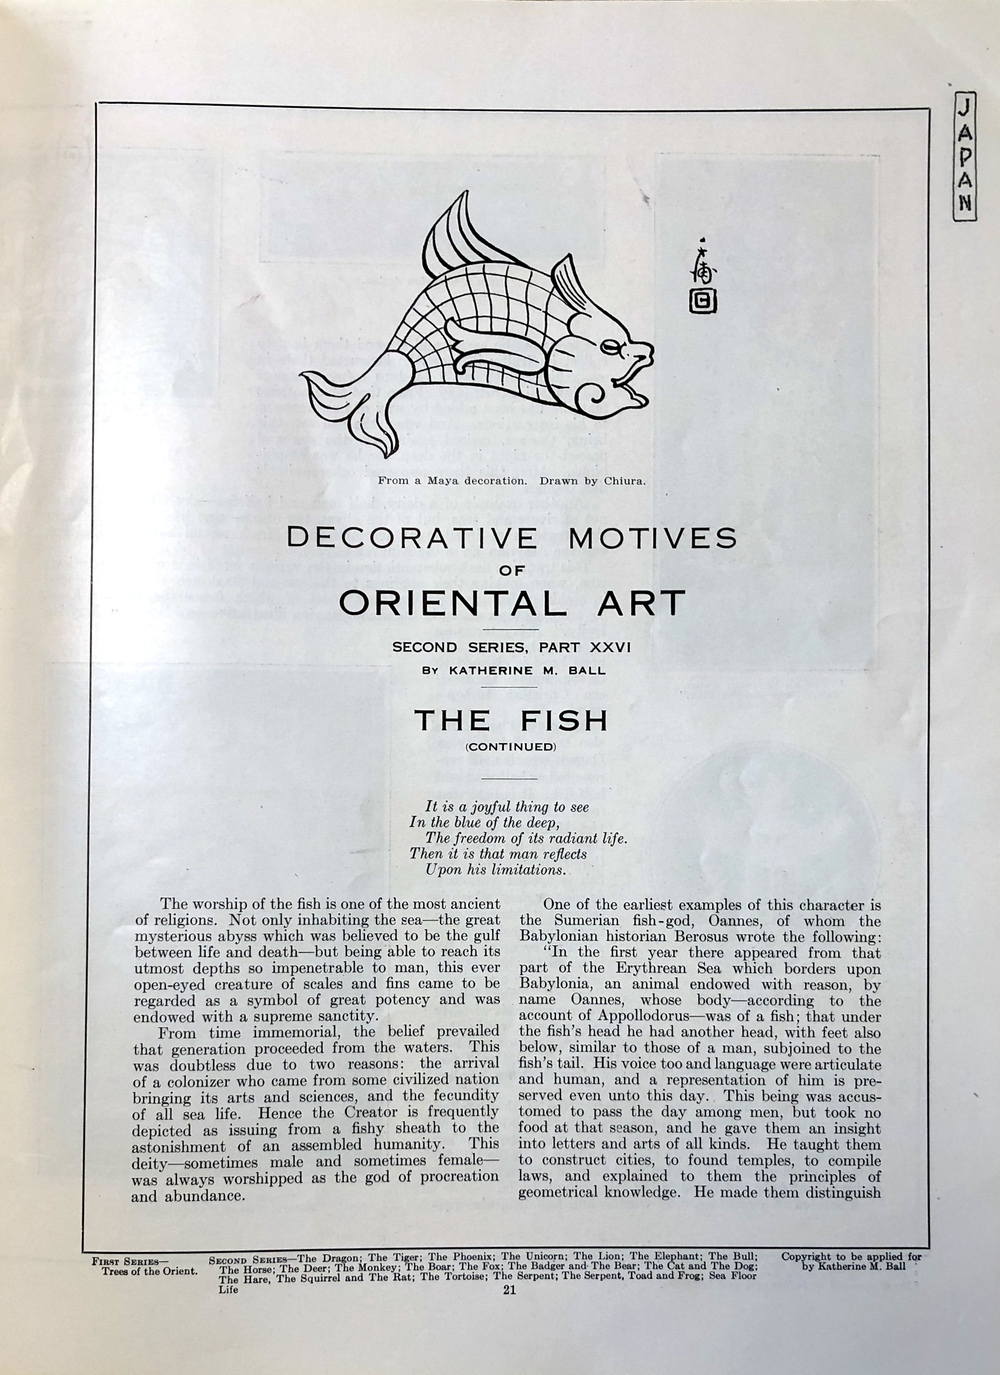 JAPAN
From a Maya decoration. Drawn by Chiura.
DECORATIVE MOTIVES
OF
ORIENTAL ART
SECOND SERIES, PART XXVI
BY KATHERINE M. BALL
THE FISH
(CONTINUED)
It is a joyful thing to see
In the blue of the deep,
The freedom of its radiant life.
Then it is that man reflects
Upon his limitations.
The worship of the fish is one of the most ancient
of religions. Not only inhabiting the sea—the great
mysterious abyss which was believed to be the gulf
between life and death—but being able to reach its
utmost depths so impenetrable to man, this ever
open-eyed creature of scales and fins came to be
regarded as a symbol of great potency and was
endowed with a supreme sanctity.
From time immemorial, the belief prevailed
that generation proceeded from the waters. This
was doubtless due to two reasons: the arrival
of a colonizer who came from some civilized nation
bringing its arts and sciences, and the fecundity
of all sea life. Hence the Creator is frequently
depicted as issuing from a fishy sheath to the
astonishment of an assembled humanity. This
deity—sometimes male and sometimes female—
was always worshipped as the god of procreation
and abundance.
One of the earliest examples of this character is
the Sumerian fish-god, Oannes, of whom the
Babylonian historian Berosus wrote the following:
“In the first year there appeared from that
part of the Erythrean Sea which borders upon
Babylonia, an animal endowed with reason, by
name Oannes, whose body—according to the
account of Appollodorus—was of a fish; that under
the fish's head he had another head, with feet also
below, similar to those of a man, subjoined to the
fish's tail. His voice too and language were articulate
and human, and a representation of him is pre-
served even unto this day. This being was accus-
tomed to pass the day among men, but took no
food at that season, and he gave them an insight
into letters and arts of all kinds. He taught them
to construct cities, to found temples, to compile
laws, and explained to them the principles of
geometrical knowledge. He made them distinguish
FIRST SERIES—
Trees of the Orient.
SECOND SERIES—The Dragon; The Tiger; The Phoenix; The Unicorn; The Lion; The Elephant; The Bull;
The Horse; The Deer; The Monkey; The Boar; The Fox; The Badger and The Bear; The Cat and The Dog;
The Hare, The Squirrel and The Rat; The Tortoise; The Serpent; The Serpent, Toad and Frog; Sea Floor
Life
Copyright to be applied for
by Katherine M. Ball
21